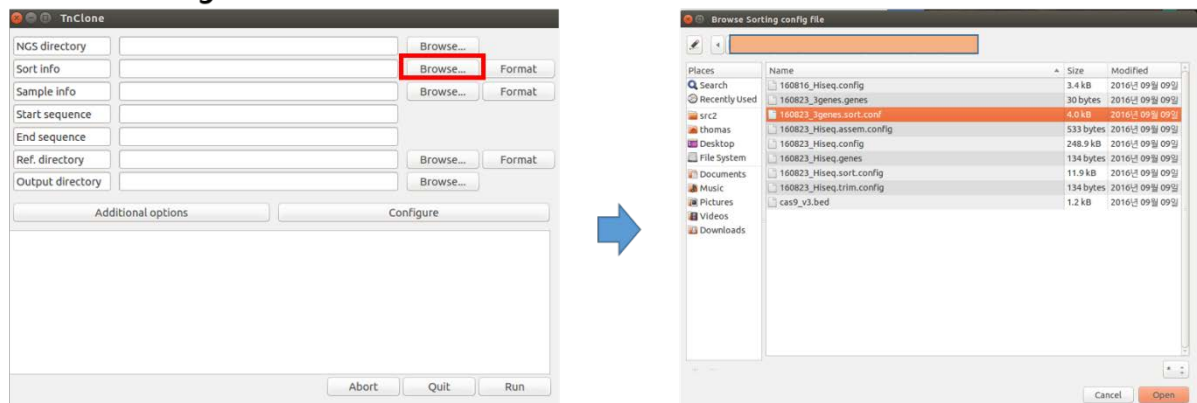 TnClone
NGS directory Browse...
Sort info Browse... Format
Sample info Browse... Format
Start sequence
End sequence
Ref. directory Browse... Format
Output directory Browse...
Additional options Configure
Abort Quit Run
Browse Sorting config file
Places Name Size Modified
Search 160816_Hiseq.config 3.4 kB 2016년 09월 09일
Recently Used 160823_3genes.genes 30 bytes 2016년 09월 09일
src2 160823_3genes.sort.conf 4.0 kB 2016년 09월 09일
thomas 160823_Hiseq.assem.config 533 bytes 2016년 09월 09일
Desktop 160823_Hiseq.config 248.9 kB 2016년 09월 09일
File System 160823_Hiseq.genes 134 bytes 2016년 09월 09일
Documents 160823_Hiseq.sort.config 11.9 kB 2016년 09월 09일
Music 160823_Hiseq.trim.config 134 bytes 2016년 09월 09일
Pictures cas9_v3.bed 1.2 kB 2016년 09월 09일
Videos
Downloads
Cancel Open